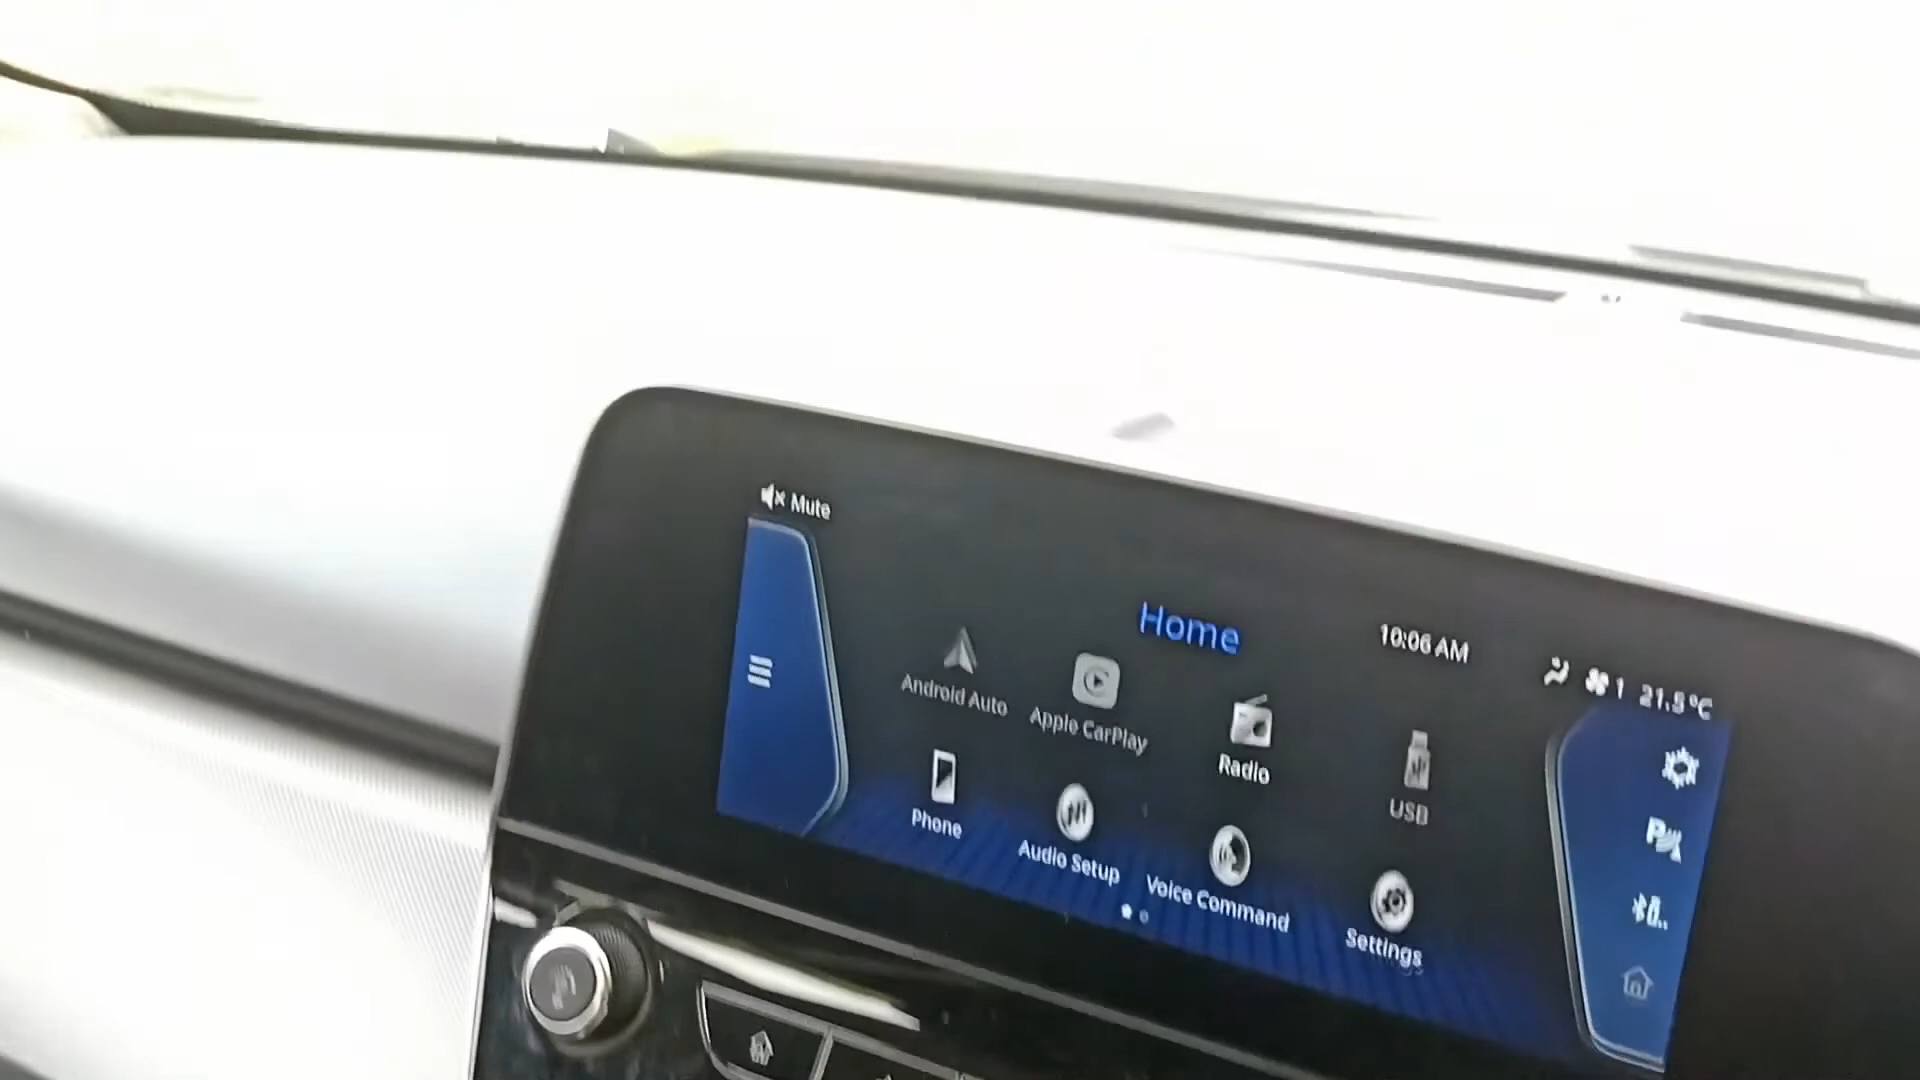 Mute
Home
10:06 AM
1 21.5°C
Android Auto
Apple CarPlay
Radio
USB
Phone
Audio Setup
Voice Command
Settings